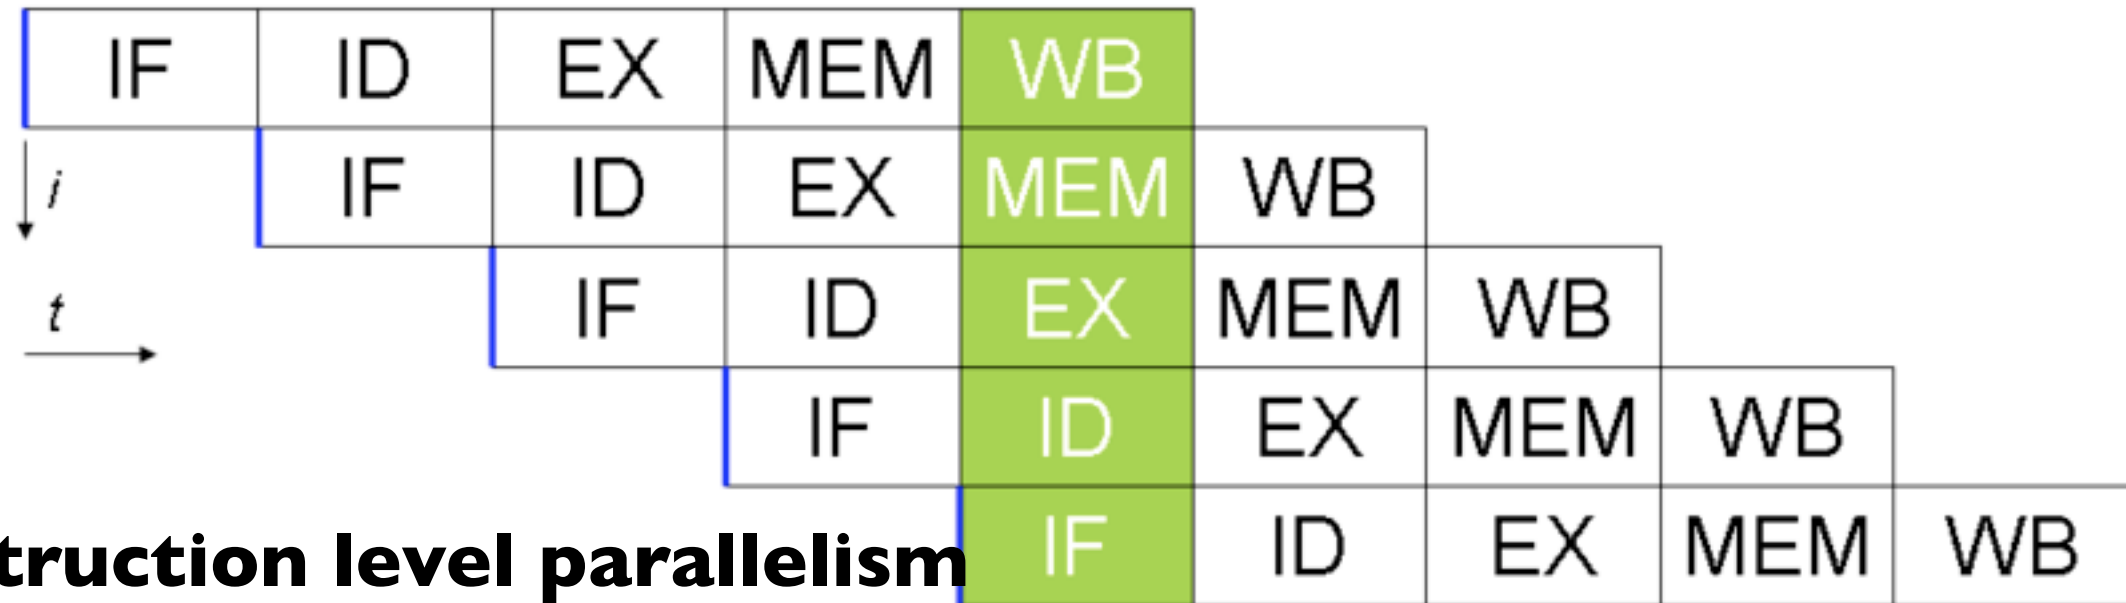 IF ID EX MEM WB
i IF ID EX MEM WB
t IF ID EX MEM WB
IF ID EX MEM WB
truction level parallelism IF ID EX MEM WB